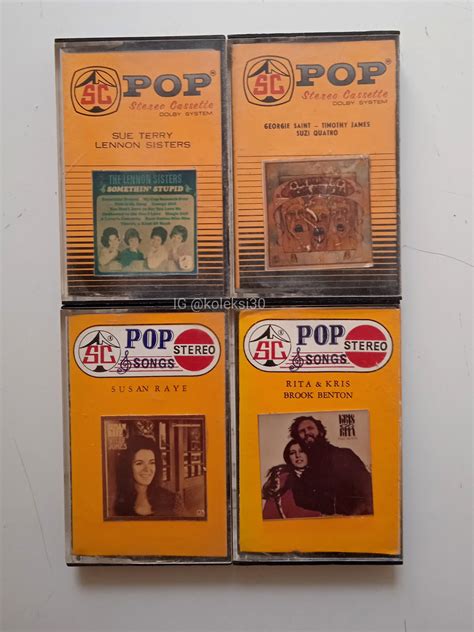 SC POP
Stereo Cassette
DOLBY SYSTEM
SUE TERRY
LENNON SISTERS
THE LENNON SISTERS
SOMETHIN' STUPID
SC POP
Stereo Cassette
DOLBY SYSTEM
GEORGIE SAINT - TIMOTHY JAMES
SUZI QUATRO
IG @koleksi30
SC ® POP
SONGS
STEREO
SUSAN RAYE
SC ® POP
SONGS
STEREO
RITA & KRIS
BROOK BENTON
KRIS
RITA